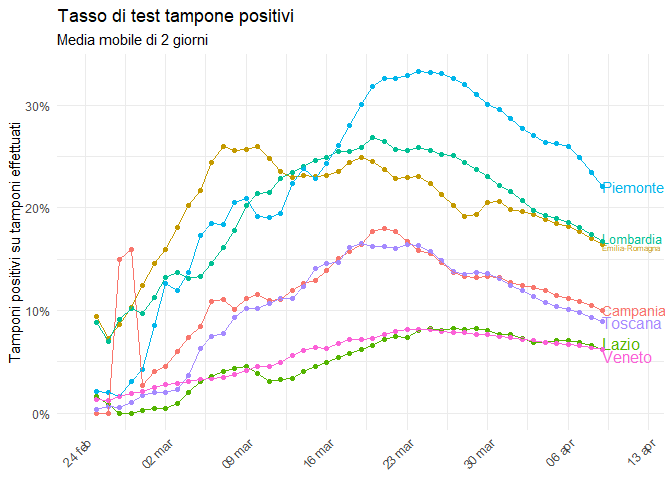 Tasso di test tampone positivi
Media mobile di 2 giorni
Tamponi positivi su tamponi effettuati
30%
20%
10%
0%
Piemonte
Lombardia
Emilia-Romagna
Campania
Toscana
Lazio
Veneto
24 feb
02 mar
09 mar
16 mar
23 mar
30 mar
06 apr
13 apr